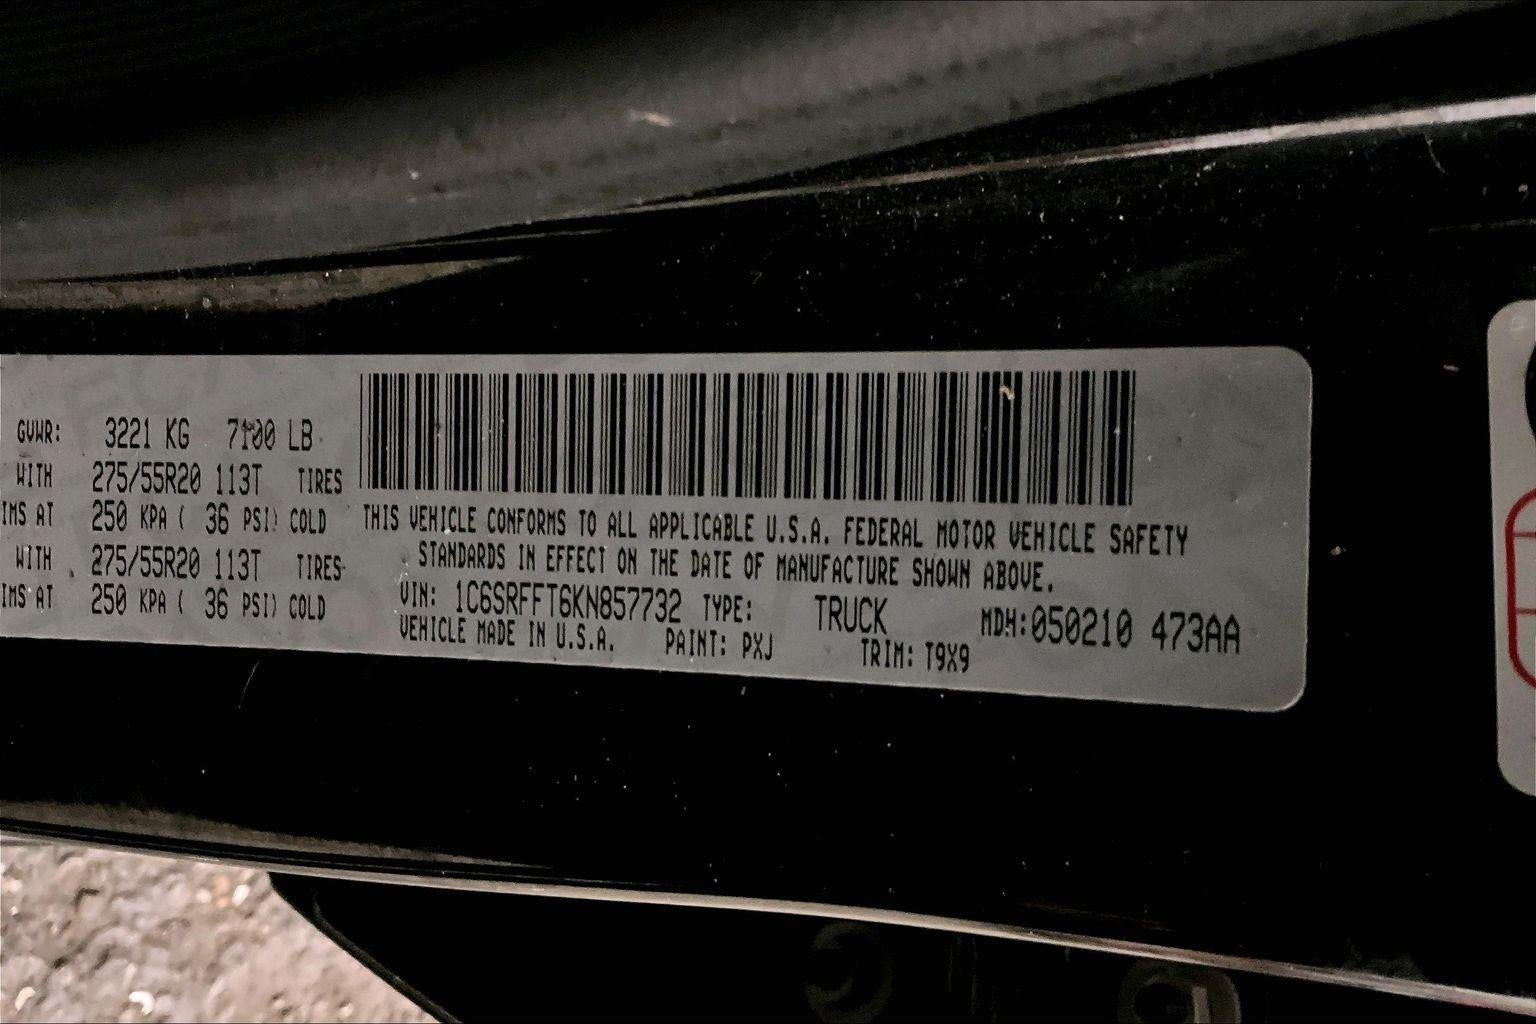 GVWR: 3221 KG 7100 LB
WITH 275/55R20 113T TIRES
IMS AT 250 KPA ( 36 PSI) COLD
WITH 275/55R20 113T TIRES
IMS AT 250 KPA ( 36 PSI) COLD
THIS VEHICLE CONFORMS TO ALL APPLICABLE U.S.A. FEDERAL MOTOR VEHICLE SAFETY
STANDARDS IN EFFECT ON THE DATE OF MANUFACTURE SHOWN ABOVE.
VIN: 1C6SRFFT6KN857732 TYPE: TRUCK MDH:050210 473AA
VEHICLE MADE IN U.S.A. PAINT: PXJ TRIM: T9X9